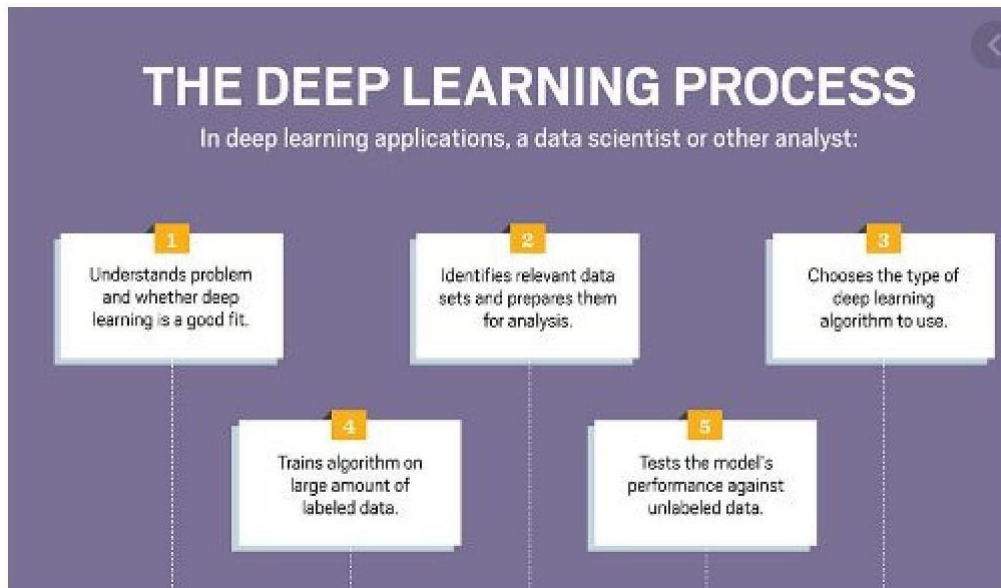 THE DEEP LEARNING PROCESS
In deep learning applications, a data scientist or other analyst:
1
Understands problem
and whether deep
learning is a good fit.
2
Identifies relevant data
sets and prepares them
for analysis.
3
Chooses the type of
deep learning
algorithm to use.
4
Trains algorithm on
large amount of
labeled data.
5
Tests the model's
performance against
unlabeled data.